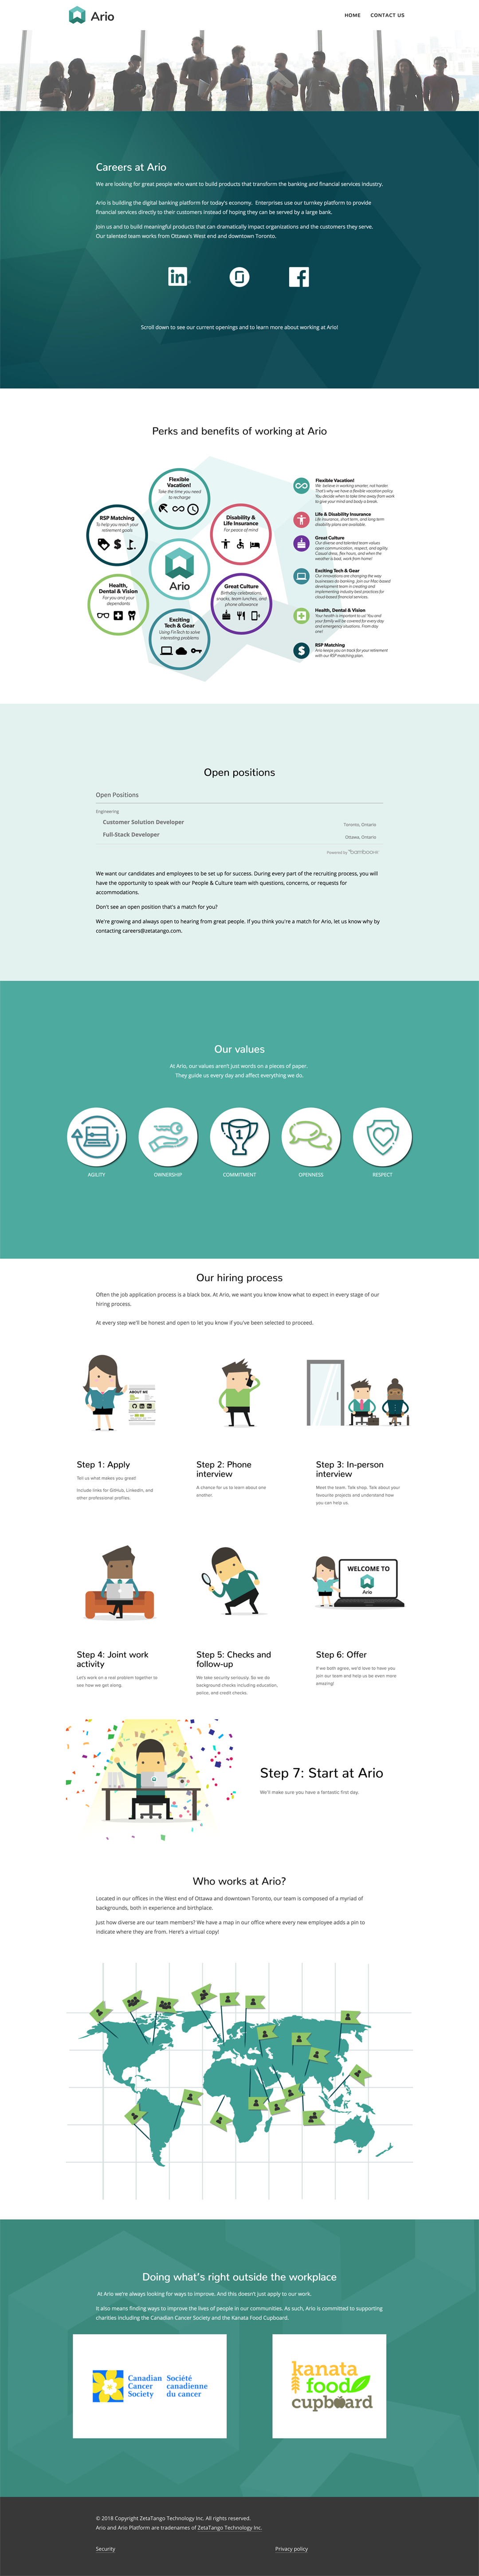 Ario
HOME CONTACT US
Careers at Ario
We are looking for great people who want to build products that transform the banking and financial services industry.
Ario is building the digital banking platform for today's economy. Enterprises use our turnkey platform to provide
financial services directly to their customers instead of hoping they can be served by a large bank.
Join us and to build meaningful products that can dramatically impact organizations and the customers they serve.
Our talented team works from Ottawa's West end and downtown Toronto.
in
Scroll down to see our current openings and to learn more about working at Ario!
Perks and benefits of working at Ario
Flexible
Vacation!
Take the time you need
to recharge
RSP Matching
To help you reach your
retirement goals
Disability &
Life Insurance
For peace of mind
Ario
Health,
Dental & Vision
For you and your
dependants
Great Culture
Birthday celebrations,
snacks, team lunches, and
phone allowance
Exciting
Tech & Gear
Using FinTech to solve
interesting problems
Flexible Vacation!
We believe in working smarter, not harder.
That's why we have a flexible vacation policy.
You decide when to take time away from work
to give your mind and body a break.
Life & Disability Insurance
Life insurance, short term, and long-term
disability plans are available.
Great Culture
Our diverse and talented team values
open communication, respect, and agility.
Casual dress, flex hours, and when the
weather is bad, work from home!
Exciting Tech & Gear
Our innovations are changing the way
businesses do banking. Join our Mac-based
development team in creating and
implementing industry best practices for
cloud-based financial services.
Health, Dental & Vision
Your health is important to us! You and
your family will be covered for every day
and emergency situations. From day
one!
RSP Matching
Ario keeps you on track for your retirement
with our RSP matching plan.
Open positions
Open Positions
Engineering
Customer Solution Developer
Toronto, Ontario
Full-Stack Developer
Ottawa, Ontario
Powered by bambooHR
We want our candidates and employees to be set up for success. During every part of the recruiting process, you will
have the opportunity to speak with our People & Culture team with questions, concerns, or requests for
accommodations.
Don't see an open position that's a match for you?
We're growing and always open to hearing from great people. If you think you're a match for Ario, let us know why by
contacting careers@zetatango.com.
Our values
At Ario, our values aren't just words on a pieces of paper.
They guide us every day and affect everything we do.
1
AGILITY OWNERSHIP COMMITMENT OPENNESS RESPECT
Our hiring process
Often the job application process is a black box. At Ario, we want you know know what to expect in every stage of our
hiring process.
At every step we'll be honest and open to let you know if you've been selected to proceed.
ABOUT ME
Step 1: Apply
Tell us what makes you great!
Include links for GitHub, LinkedIn, and
other professional profiles.
Step 2: Phone
interview
A chance for us to learn about one
another.
Step 3: In-person
interview
Meet the team. Talk shop. Talk about your
favourite projects and understand how
you can help us.
WELCOME TO
Ario
Step 4: Joint work
activity
Let's work on a real problem together to
see how we get along.
Step 5: Checks and
follow-up
We take security seriously. So we do
background checks including education,
police, and credit checks.
Step 6: Offer
If we both agree, we'd love to have you
join our team and help us be even more
amazing!
Step 7: Start at Ario
We'll make sure you have a fantastic first day.
Who works at Ario?
Located in our offices in the West end of Ottawa and downtown Toronto, our team is composed of a myriad of
backgrounds, both in experience and birthplace.
Just how diverse are our team members? We have a map in our office where every new employee adds a pin to
indicate where they are from. Here's a virtual copy!
Doing what's right outside the workplace
At Ario we're always looking for ways to improve. And this doesn't just apply to our work.
It also means finding ways to improve the lives of people in our communities. As such, Ario is committed to supporting
charities including the Canadian Cancer Society and the Kanata Food Cupboard.
Canadian Société
Cancer canadienne
Society du cancer
kanata
food
cupboard
© 2018 Copyright ZetaTango Technology Inc. All rights reserved.
Ario and Ario Platform are tradenames of ZetaTango Technology Inc.
Security Privacy policy